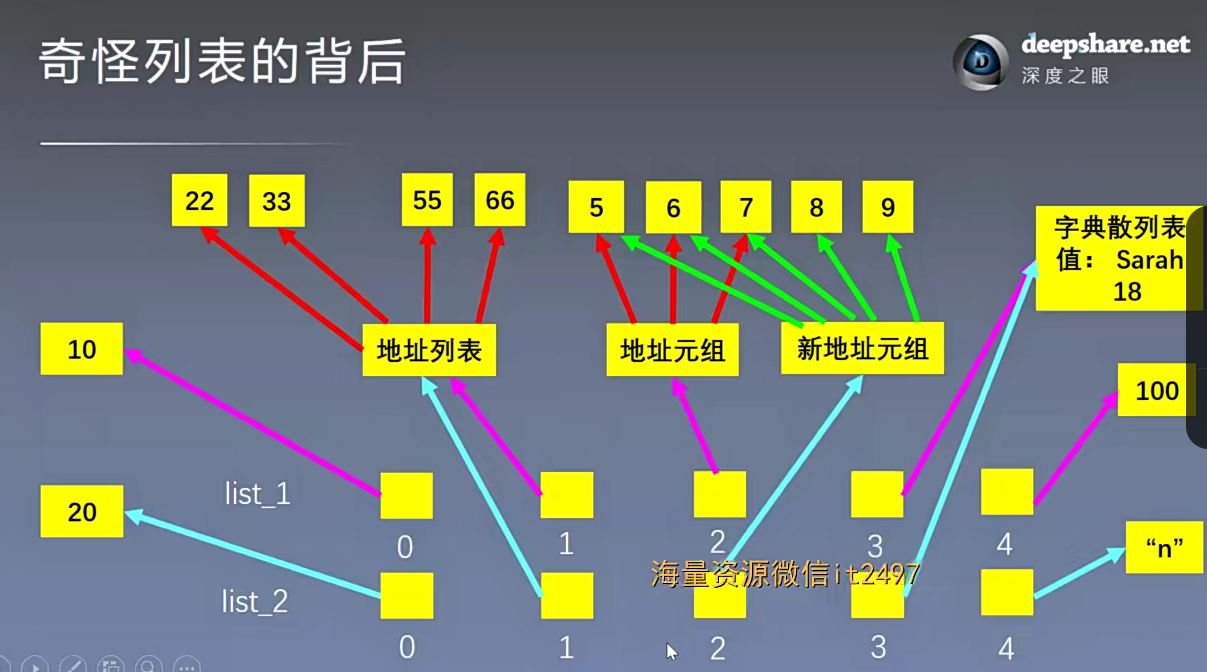 奇怪列表的背后
deepshare.net
深度之眼
22 33 55 66 5 6 7 8 9
字典散列表
值： Sarah
18
10 地址列表 地址元组 新地址元组
100
list_1
20
0 1 2 3 4
“n”
海量资源微信it2497
list_2
0 1 2 3 4